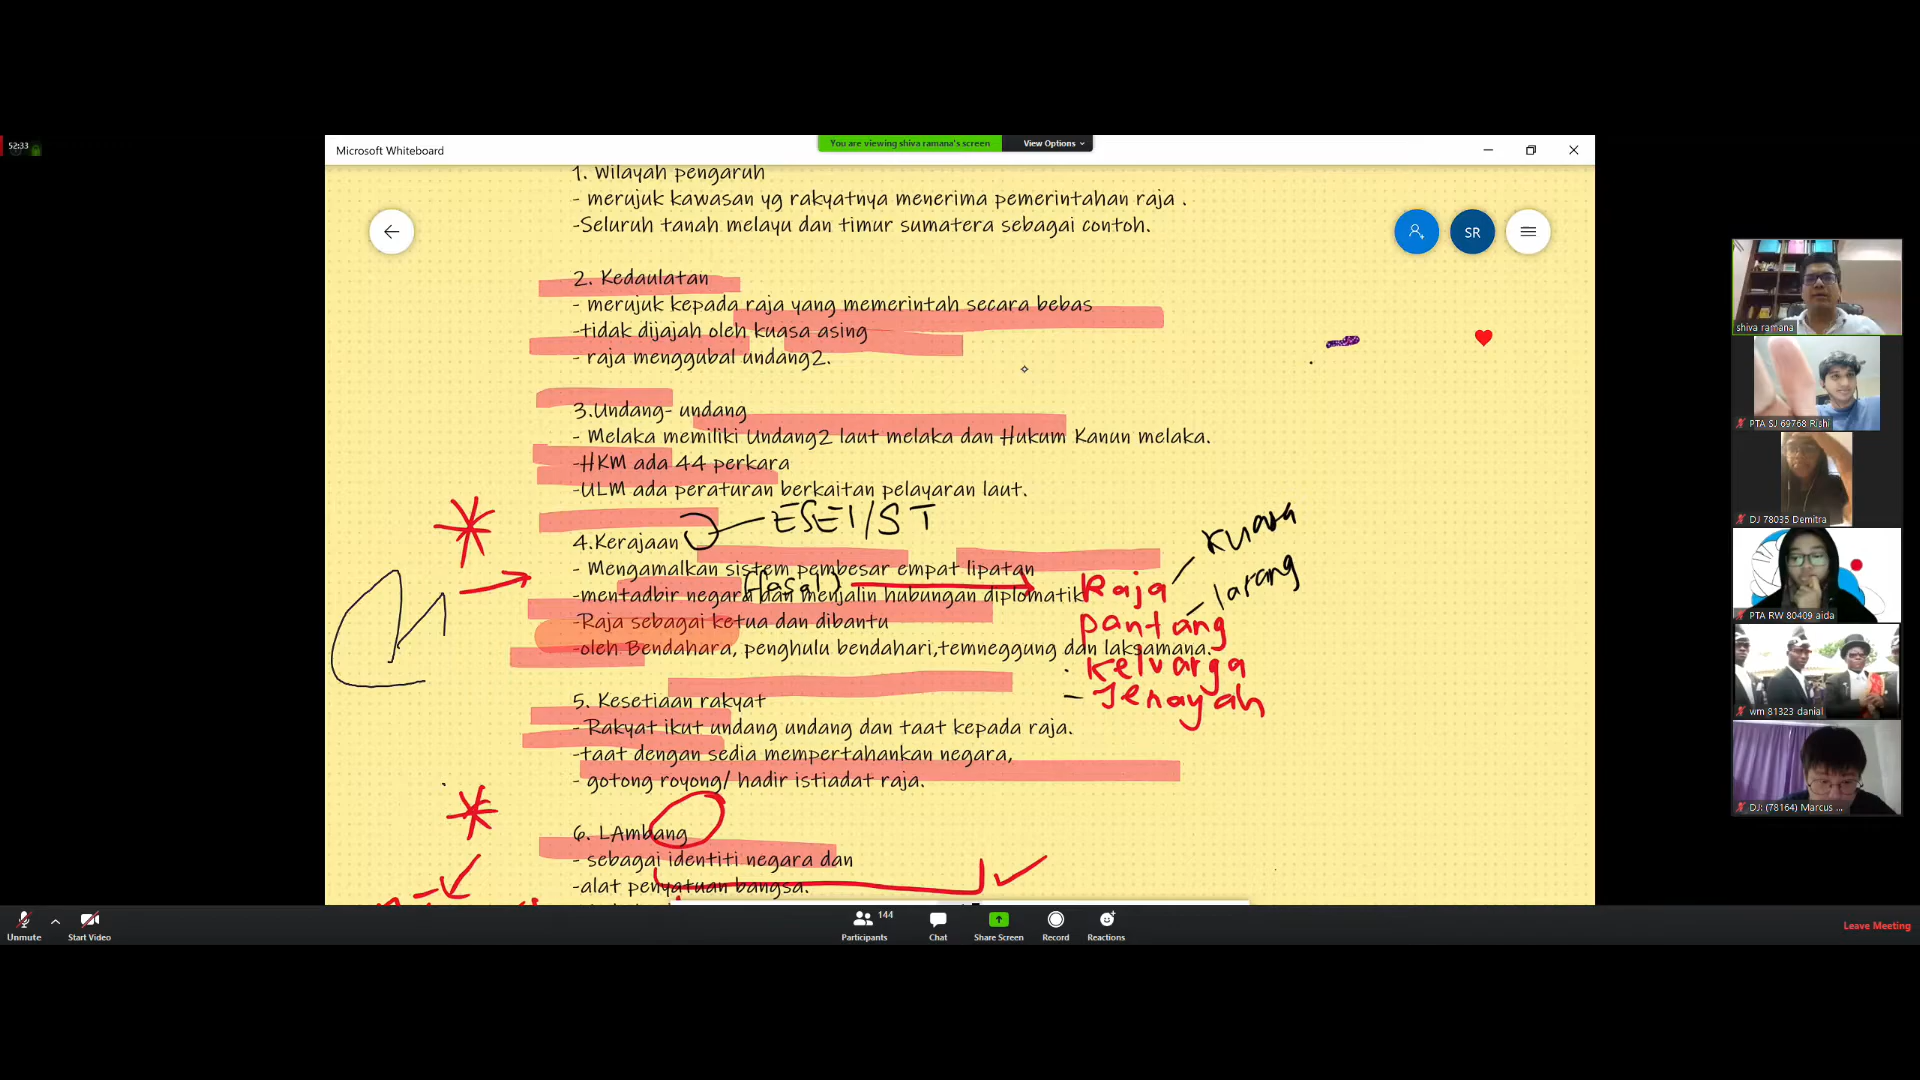 52:33
Microsoft Whiteboard
You are viewing shiva ramana's screen
View Options
1. Wilayah pengaruh
- merujuk kawasan yg rakyatnya menerima pemerintahan raja .
-Seluruh tanah melayu dan timur sumatera sebagai contoh.
SR
2. Kedaulatan
- merujuk kepada raja yang memerintah secara bebas
-tidak dijajah oleh kuasa asing
- raja menggubal undang2.
3.Undang- undang
- Melaka memiliki Undang2 laut melaka dan Hukum Kanun melaka.
-HKM ada 44 perkara
-ULM ada peraturan berkaitan pelayaran laut.
ESEI/ST
4.Kerajaan
- Mengamalkan sistem pembesar empat lipatan
-mentadbir negara dan menjalin hubungan diplomatik
-Raja sebagai ketua dan dibantu
-oleh Bendahara, penghulu bendahari,temneggung dan laksamana.
(Fasal)
Raja
kuasa
larang
pantang
keluarga
- Jenayah
5. Kesetiaan rakyat
- Rakyat ikut undang undang dan taat kepada raja.
-taat dengan sedia mempertahankan negara,
- gotong royong/ hadir istiadat raja.
6. LAmbang
- sebagai identiti negara dan
-alat penyatuan bangsa.
shiva ramana
PTA SJ 69768 Rishi
DJ 78035 Demitra
PTA RW 80409 aida
wm 81323 danial
DJ: (78164) Marcus ...
Unmute
Start Video
Participants
144
Chat
Share Screen
Record
Reactions
Leave Meeting